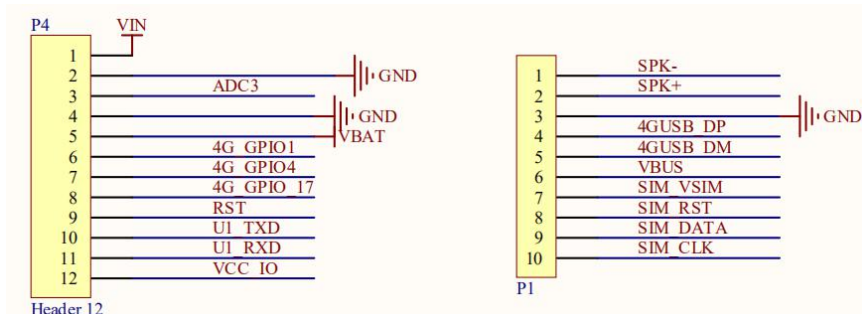 P4
VIN
1
2 GND
3 ADC3
4 GND
5 VBAT
6 4G_GPIO1
7 4G_GPIO4
8 4G_GPIO_17
9 RST
10 U1_TXD
11 U1_RXD
12 VCC_IO
Header 12
1 SPK-
2 SPK+
3 GND
4 4GUSB_DP
5 4GUSB_DM
6 VBUS
7 SIM_VSIM
8 SIM_RST
9 SIM_DATA
10 SIM_CLK
P1